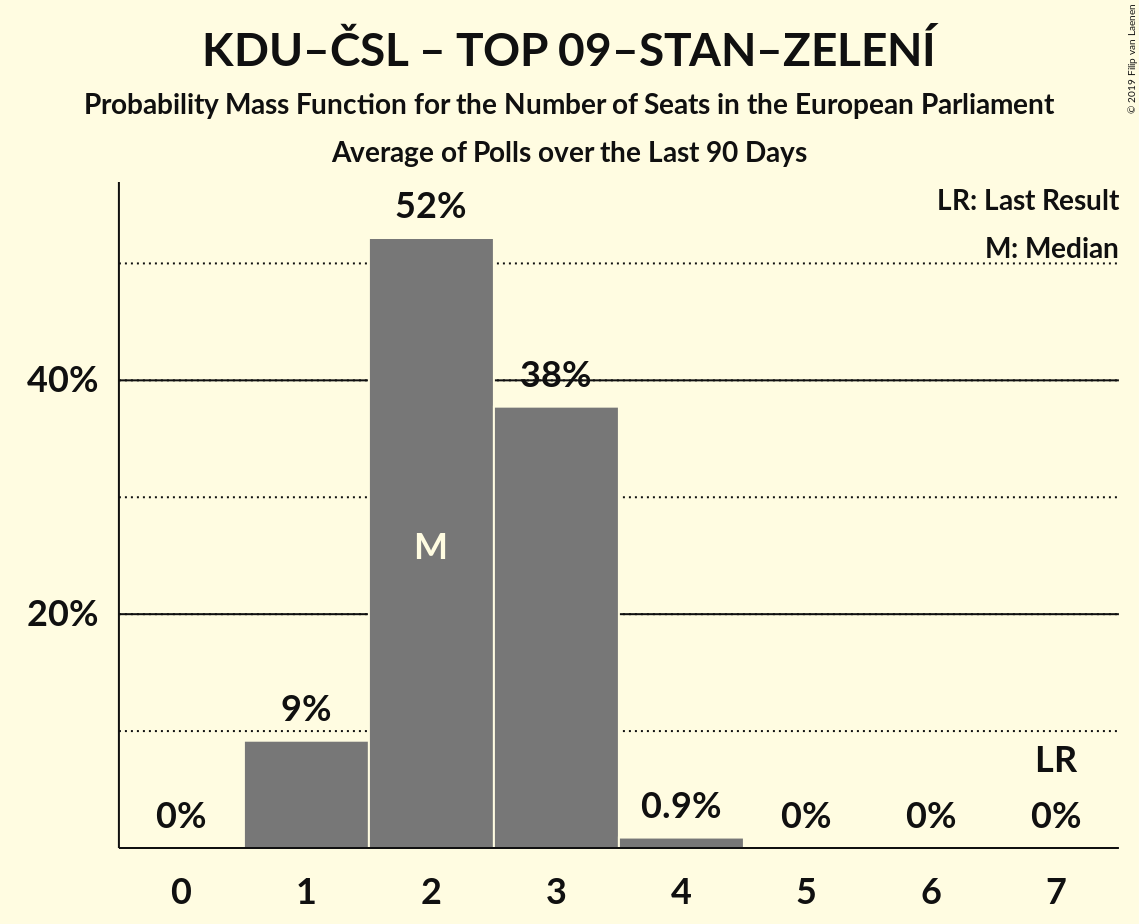 KDU–ČSL – TOP 09–STAN–ZELENÍ
Probability Mass Function for the Number of Seats in the European Parliament
Average of Polls over the Last 90 Days
© 2019 Filip van Laenen
LR: Last Result
M: Median
52%
40%
38%
M
20%
9%
LR
0%
0.9%
0%
0%
0%
0 1 2 3 4 5 6 7